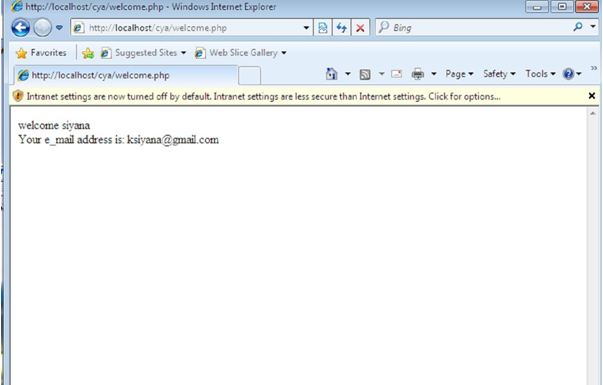 http://localhost/cya/welcome.php - Windows Internet Explorer
http://localhost/cya/welcome.php Bing
Favorites Suggested Sites Web Slice Gallery
http://localhost/cya/welcome.php Page Safety Tools »
Intranet settings are now turned off by default. Intranet settings are less secure than Internet settings. Click for options...
welcome siyana
Your e_mail address is: ksiyana@gmail.com